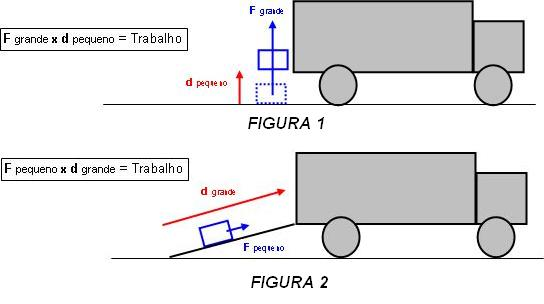 F grande
F grande x d pequeno = Trabalho
d pequeno
FIGURA 1
F pequeno x d grande = Trabalho
d grande
F pequeno
FIGURA 2